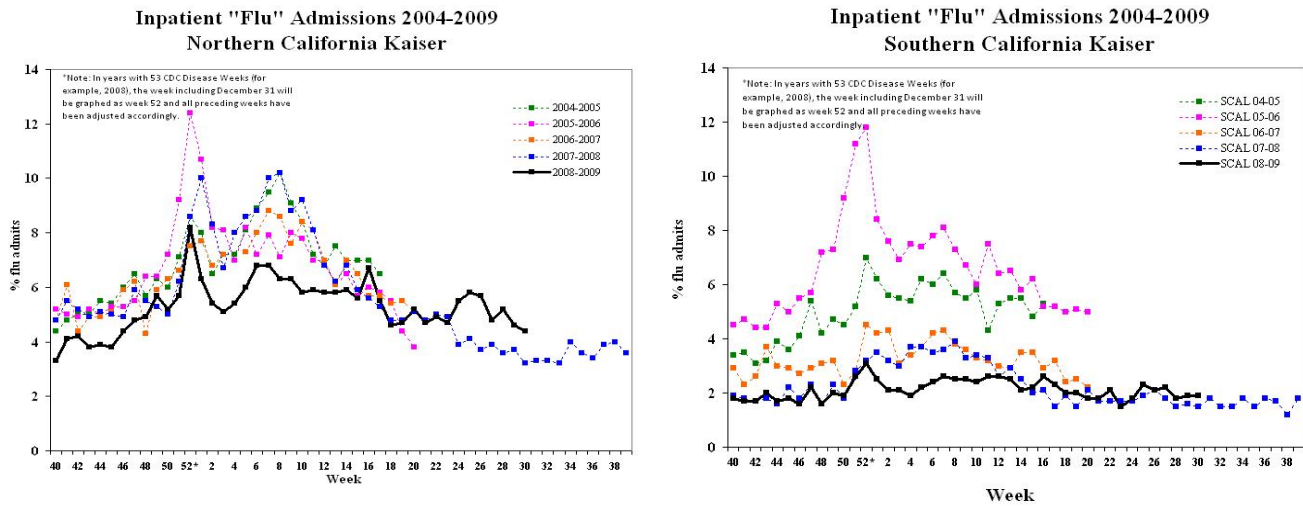 Inpatient "Flu" Admissions 2004-2009
Northern California Kaiser
14
12
10
8
6
4
2
0
% flu admits
*Note: In years with 53 CDC Disease Weeks (for
example, 2008), the week including December 31 will
be graphed as week 52 and all preceding weeks have
been adjusted accordingly.
2004-2005
2005-2006
2006-2007
2007-2008
2008-2009
40 42 44 46 48 50 52* 2 4 6 8 10 12 14 16 18 20 22 24 26 28 30 32 34 36 38
Week
Inpatient "Flu" Admissions 2004-2009
Southern California Kaiser
14
12
10
8
6
4
2
0
% flu admits
*Note: In years with 53 CDC Disease Weeks (for
example, 2008), the week including December 31 will
be graphed as week 52 and all preceding weeks have
been adjusted accordingly.
SCAL 04-05
SCAL 05-06
SCAL 06-07
SCAL 07-08
SCAL 08-09
40 42 44 46 48 50 52* 2 4 6 8 10 12 14 16 18 20 22 24 26 28 30 32 34 36 38
Week